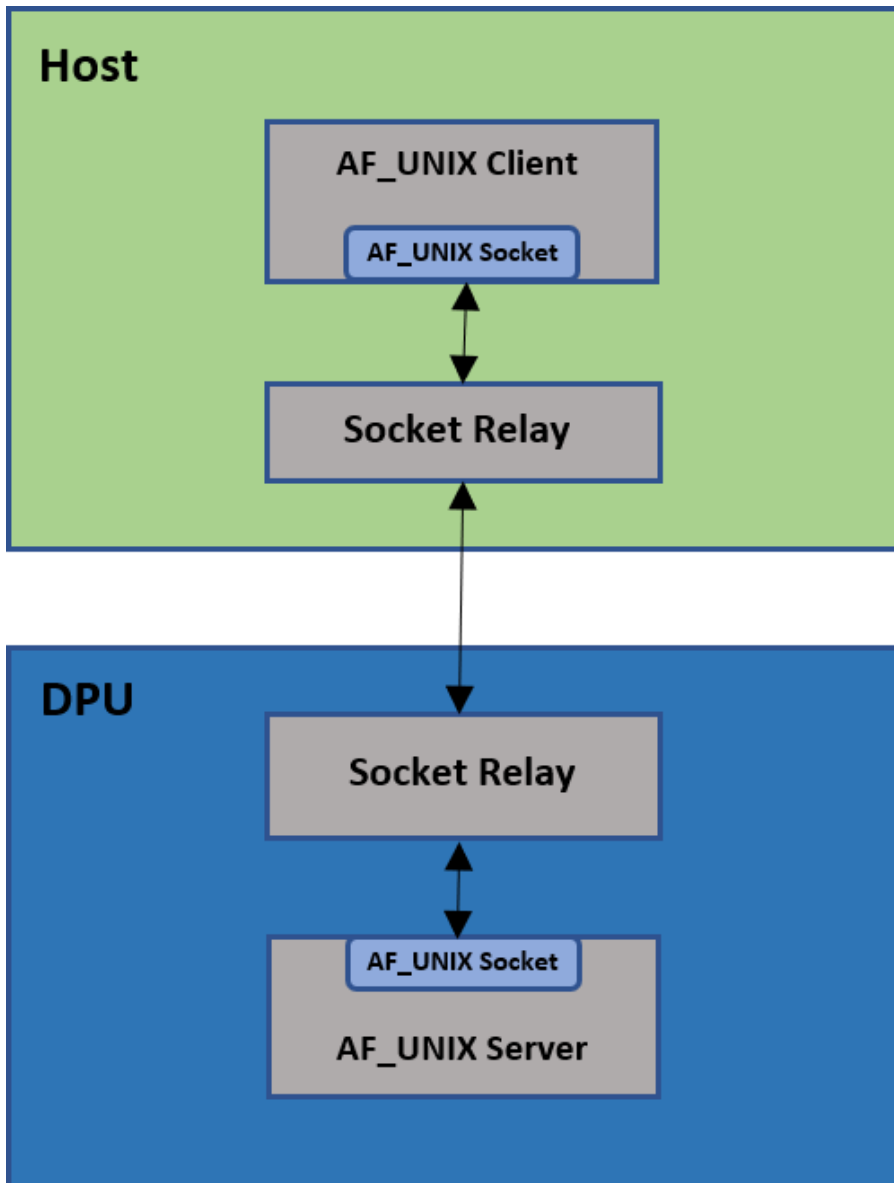 Host
AF_UNIX Client
AF_UNIX Socket
Socket Relay
DPU
Socket Relay
AF_UNIX Socket
AF_UNIX Server